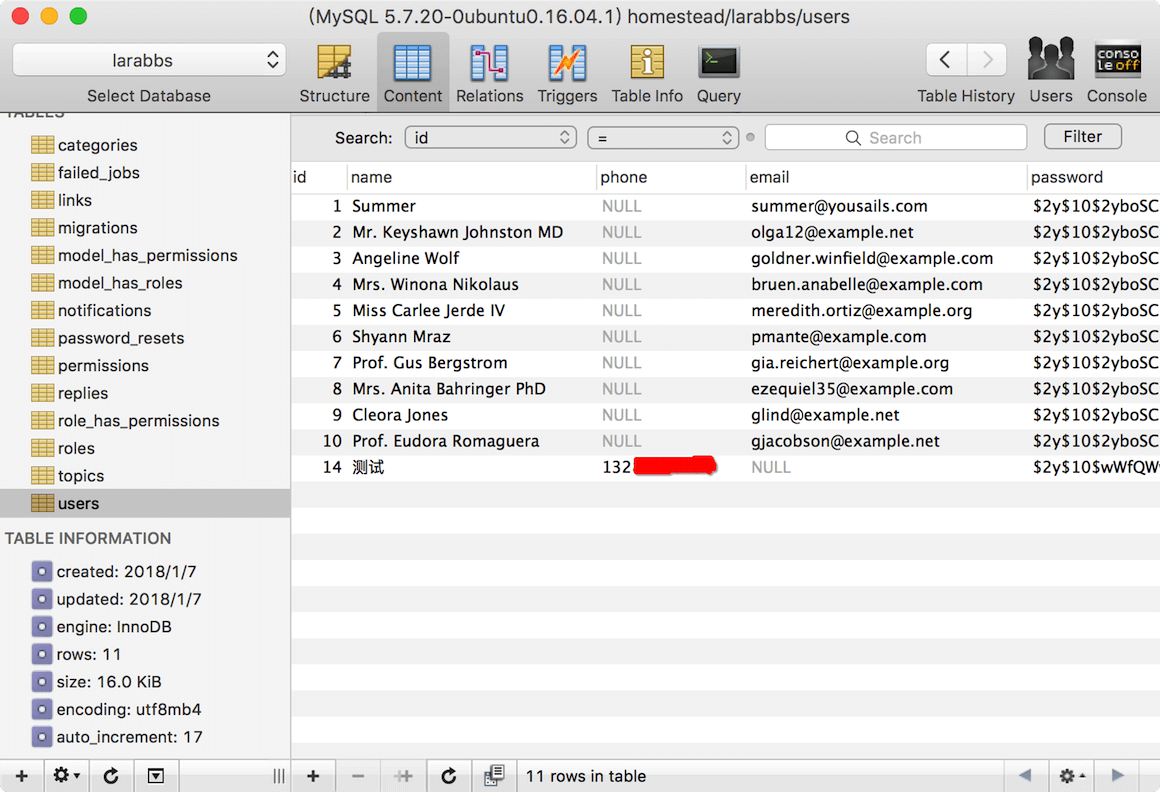 (MySQL 5.7.20-0ubuntu0.16.04.1) homestead/larabbs/users
larabbs
Select Database
Structure
Content
Relations
Triggers
Table Info
Query
Table History
Users
conso
le off
Console
TABLES
categories
failed_jobs
links
migrations
model_has_permissions
model_has_roles
notifications
password_resets
permissions
replies
role_has_permissions
roles
topics
users
TABLE INFORMATION
created: 2018/1/7
updated: 2018/1/7
engine: InnoDB
rows: 11
size: 16.0 KiB
encoding: utf8mb4
auto_increment: 17
Search: id = Search Filter
id name phone email password
1 Summer NULL summer@yousails.com $2y$10$2yboSC
2 Mr. Keyshawn Johnston MD NULL olga12@example.net $2y$10$2yboSC
3 Angeline Wolf NULL goldner.winfield@example.com $2y$10$2yboSC
4 Mrs. Winona Nikolaus NULL bruen.anabelle@example.com $2y$10$2yboSC
5 Miss Carlee Jerde IV NULL meredith.ortiz@example.org $2y$10$2yboSC
6 Shyann Mraz NULL pmante@example.com $2y$10$2yboSC
7 Prof. Gus Bergstrom NULL gia.reichert@example.org $2y$10$2yboSC
8 Mrs. Anita Bahringer PhD NULL ezequiel35@example.com $2y$10$2yboSC
9 Cleora Jones NULL glind@example.net $2y$10$2yboSC
10 Prof. Eudora Romaguera NULL gjacobson@example.net $2y$10$2yboSC
14 测试 132 NULL $2y$10$wWfQW
11 rows in table